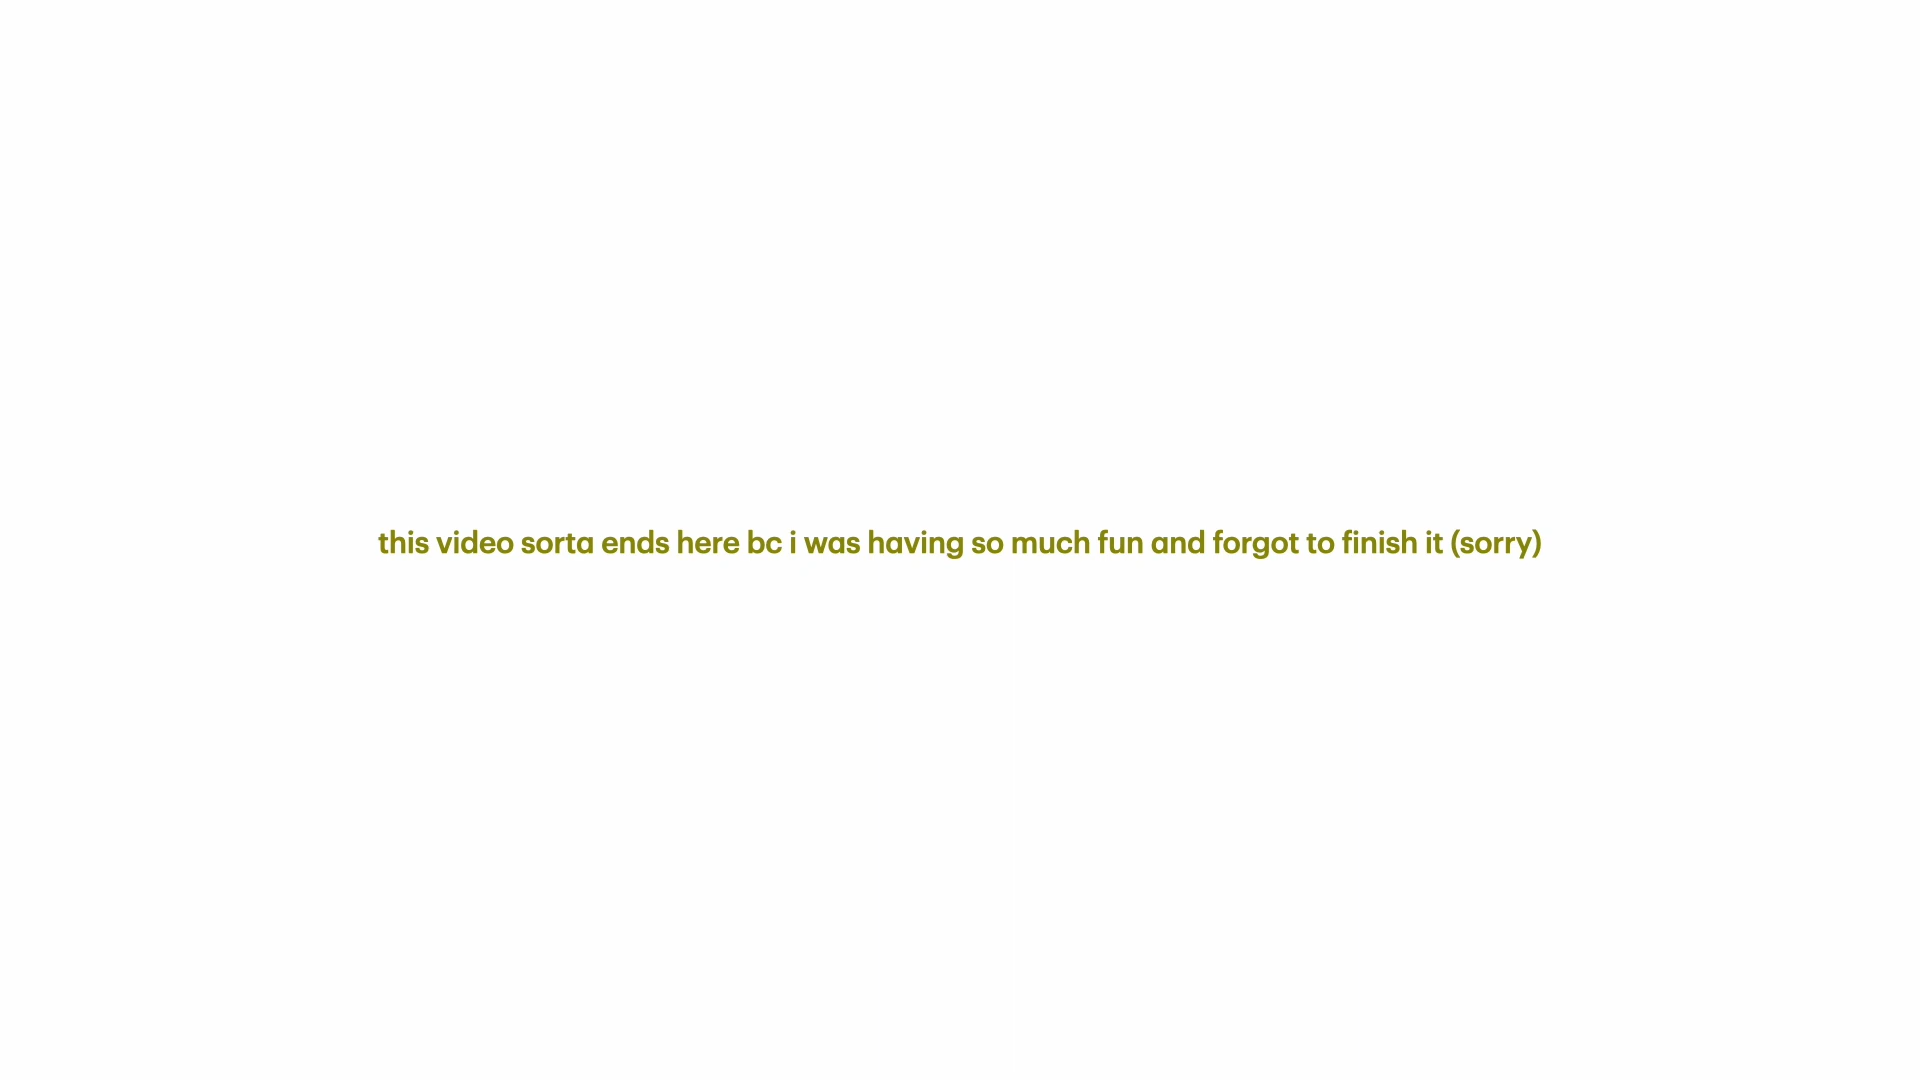 this video sorta ends here bc i was having so much fun and forgot to finish it (sorry)